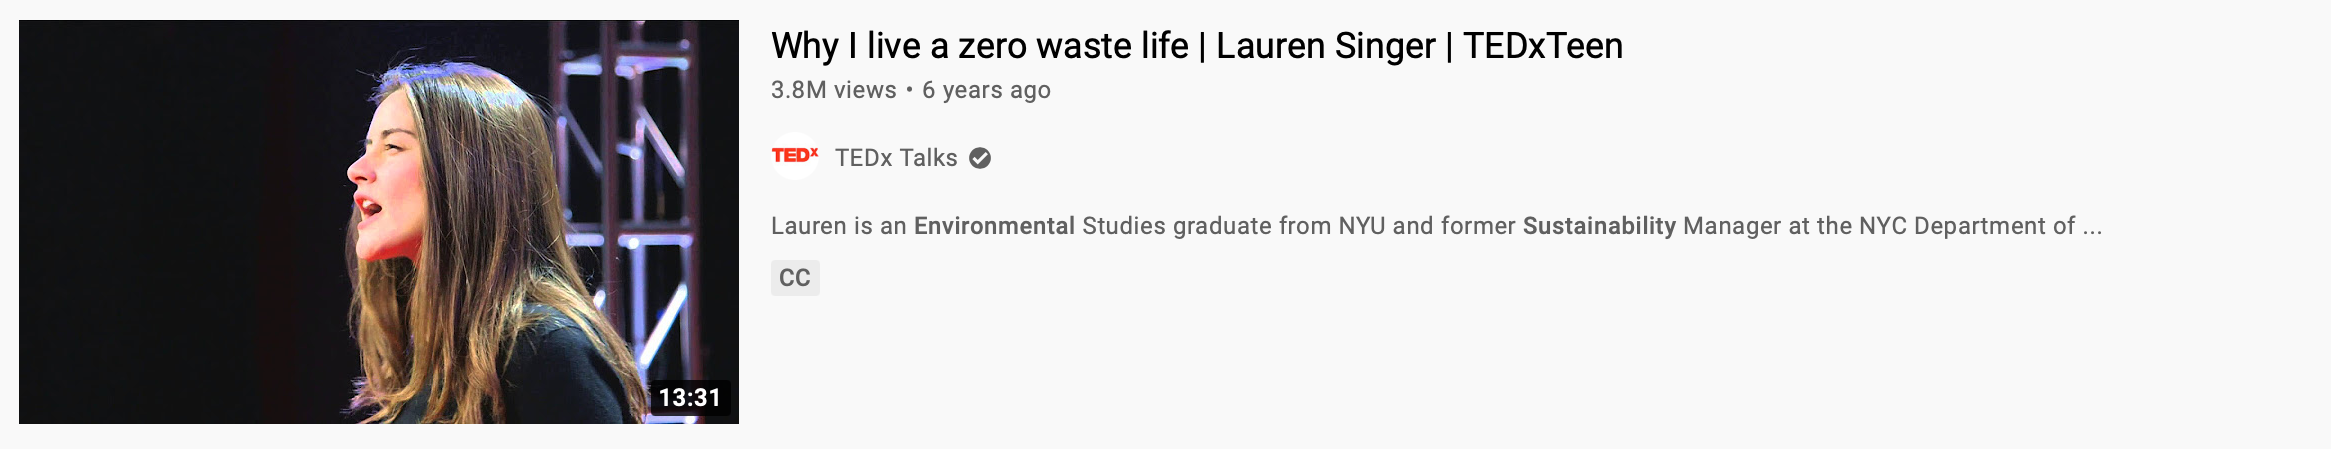 Why I live a zero waste life | Lauren Singer | TEDxTeen
3.8M views • 6 years ago
TEDx TEDx Talks
Lauren is an Environmental Studies graduate from NYU and former Sustainability Manager at the NYC Department of ...
CC
13:31